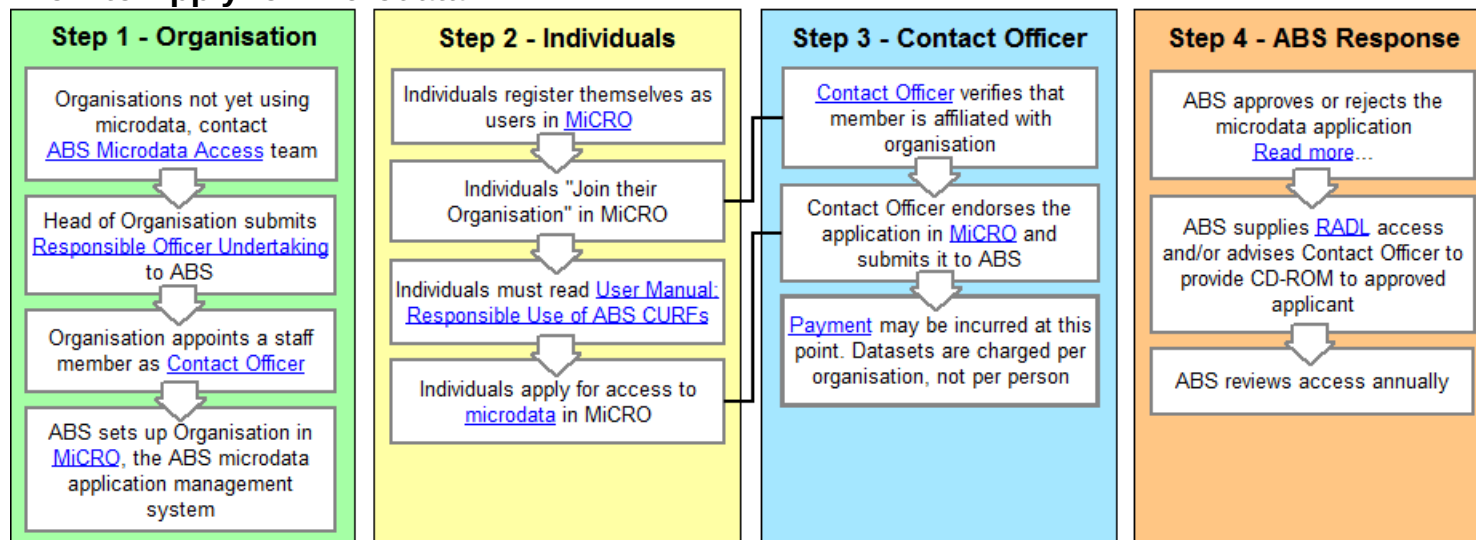 Step 1 - Organisation
Organisations not yet using
microdata, contact
ABS Microdata Access team
Head of Organisation submits
Responsible Officer Undertaking
to ABS
Organisation appoints a staff
member as Contact Officer
ABS sets up Organisation in
MiCRO, the ABS microdata
application management
system
Step 2 - Individuals
Individuals register themselves as
users in MiCRO
Individuals "Join their
Organisation" in MiCRO
Individuals must read User Manual:
Responsible Use of ABS CURFs
Individuals apply for access to
microdata in MiCRO
Step 3 - Contact Officer
Contact Officer verifies that
member is affiliated with
organisation
Contact Officer endorses the
application in MiCRO and
submits it to ABS
Payment may be incurred at this
point. Datasets are charged per
organisation, not per person
Step 4 - ABS Response
ABS approves or rejects the
microdata application
Read more...
ABS supplies RADL access
and/or advises Contact Officer to
provide CD-ROM to approved
applicant
ABS reviews access annually